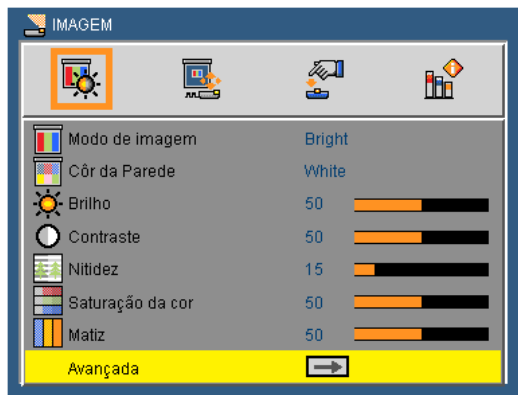 IMAGEM
Modo de imagem Bright
Côr da Parede White
Brilho 50
Contraste 50
Nitidez 15
Saturação da cor 50
Matiz 50
Avançada